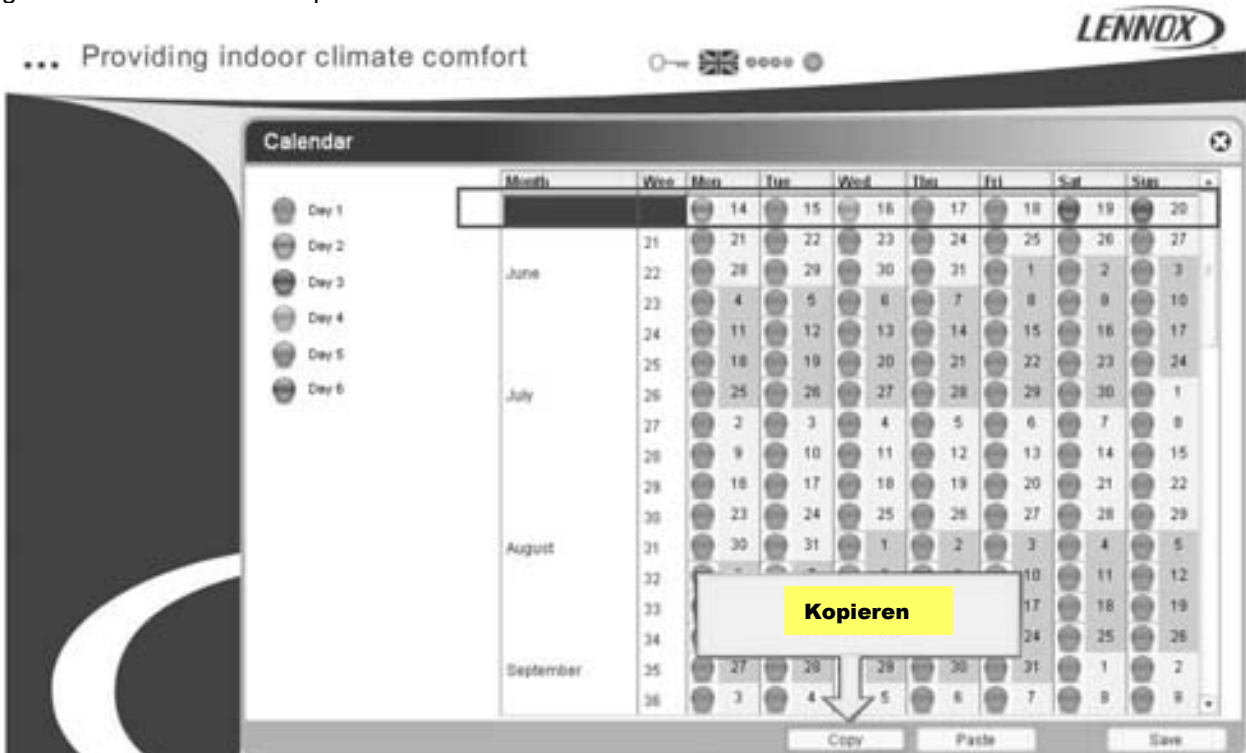 LENNOX
... Providing indoor climate comfort
Calendar
Month Wee Mon Tue Wed Thu Fri Sat Sun
Day 1
Day 2
Day 3
Day 4
Day 5
Day 6
14 15 16 17 18 19 20
21 21 22 23 24 25 26 27
June 22 28 29 30 31 1 2 3
23 4 5 6 7 8 9 10
24 11 12 13 14 15 16 17
25 18 19 20 21 22 23 24
July 26 25 26 27 28 29 30 1
27 2 3 4 5 6 7 8
28 9 10 11 12 13 14 15
29 16 17 18 19 20 21 22
30 23 24 25 26 27 28 29
August 31 30 31 1 2 3 4 5
32 10 11 12
33 17 18 19
34 24 25 26
September 35 27 28 29 30 31 1 2
36 3 4 5 6 7 8 9
Kopieren
Copy Paste Save